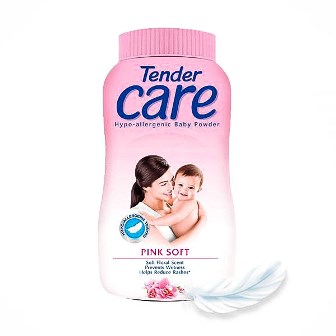 Tender
care
Hypo-allergenic Baby Powder
PINK SOFT
Soft Floral Scent
Prevents Wetness
Helps Reduce Rashes*